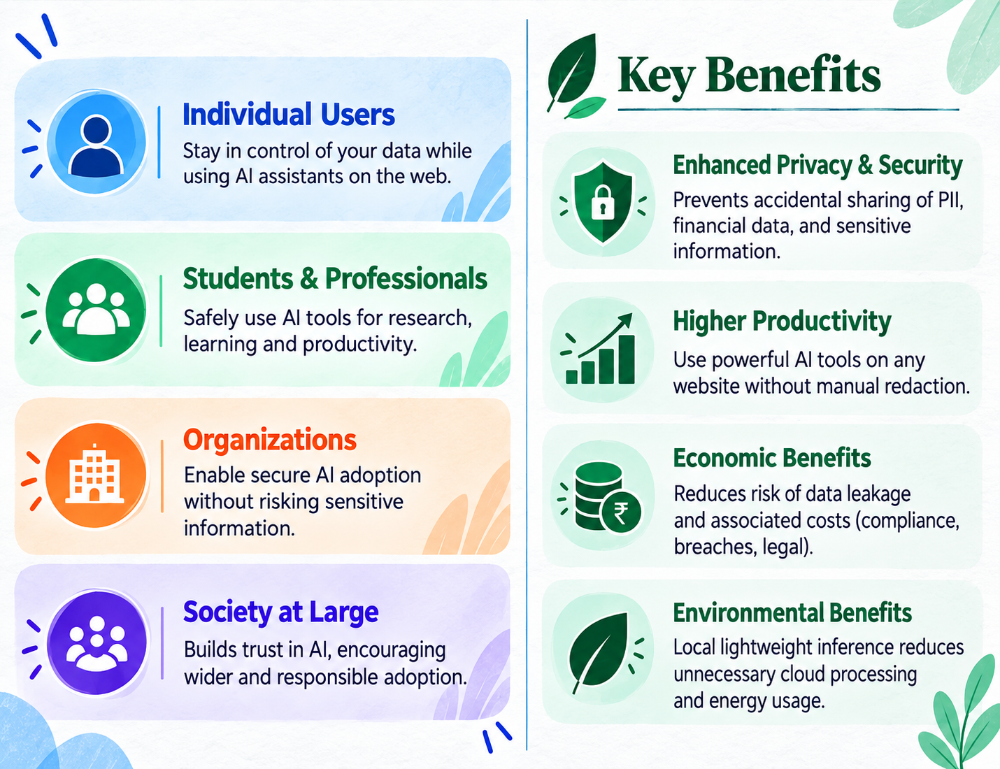 Individual Users
Stay in control of your data while
using AI assistants on the web.
Students & Professionals
Safely use AI tools for research,
learning and productivity.
Organizations
Enable secure AI adoption
without risking sensitive
information.
Society at Large
Builds trust in AI, encouraging
wider and responsible adoption.
Key Benefits
Enhanced Privacy & Security
Prevents accidental sharing of PII,
financial data, and sensitive
information.
Higher Productivity
Use powerful AI tools on any
website without manual redaction.
Economic Benefits
₹
Reduces risk of data leakage
and associated costs (compliance,
breaches, legal).
Environmental Benefits
Local lightweight inference reduces
unnecessary cloud processing
and energy usage.